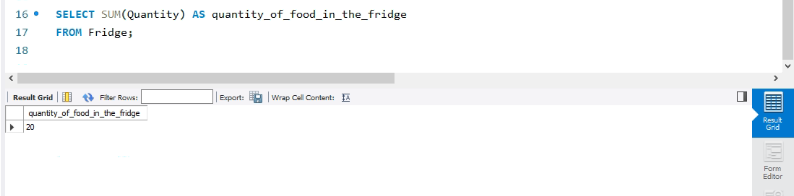 16 SELECT SUM(Quantity) AS quantity_of_food_in_the_fridge
17 FROM Fridge;
18
Result Grid Filter Rows: Export: Wrap Cell Content: IA
quantity_of_food_in_the_fridge
20
Result
Grid
Form
Editor